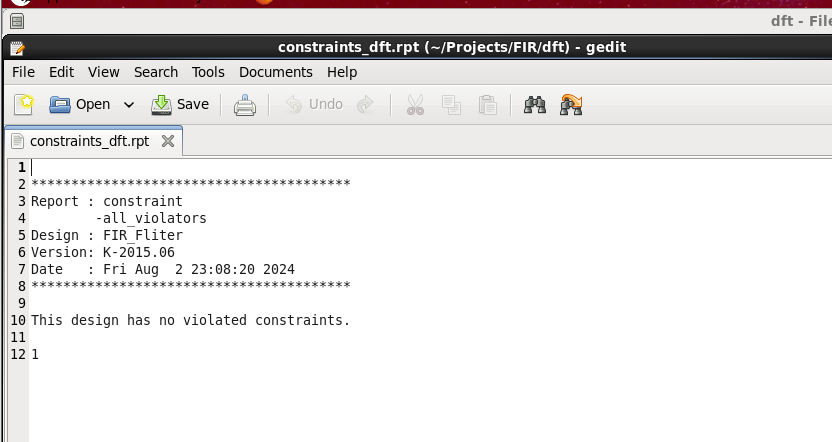 dft - File
constraints_dft.rpt (~/Projects/FIR/dft) - gedit
File Edit View Search Tools Documents Help
Open Save Undo
constraints_dft.rpt
1
2 ****************************************
3 Report : constraint
4         -all_violators
5 Design : FIR_Fliter
6 Version: K-2015.06
7 Date   : Fri Aug  2 23:08:20 2024
8 ****************************************
9
10 This design has no violated constraints.
11
12 1